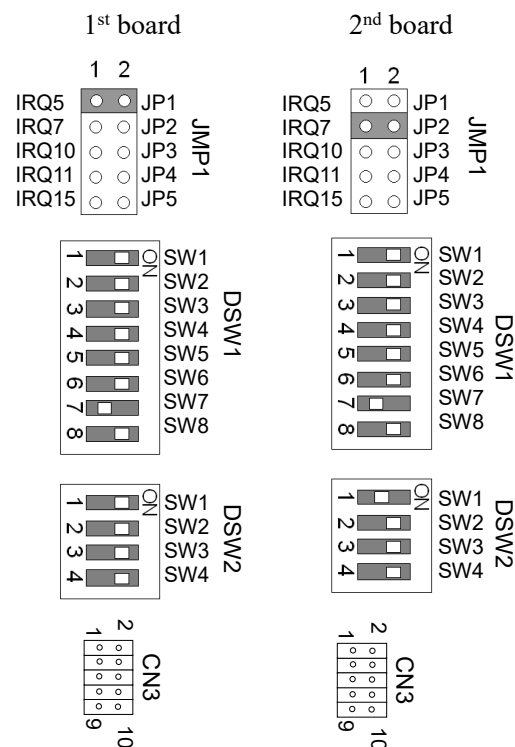 1st board
1 2
IRQ5 JP1
IRQ7 JP2
IRQ10 JP3
IRQ11 JP4
IRQ15 JP5
JMP1
ON
1 SW1
2 SW2
3 SW3
4 SW4
5 SW5
6 SW6
7 SW7
8 SW8
DSW1
ON
1 SW1
2 SW2
3 SW3
4 SW4
DSW2
1 2
CN3
9 10
2nd board
1 2
IRQ5 JP1
IRQ7 JP2
IRQ10 JP3
IRQ11 JP4
IRQ15 JP5
JMP1
ON
1 SW1
2 SW2
3 SW3
4 SW4
5 SW5
6 SW6
7 SW7
8 SW8
DSW1
ON
1 SW1
2 SW2
3 SW3
4 SW4
DSW2
1 2
CN3
9 10